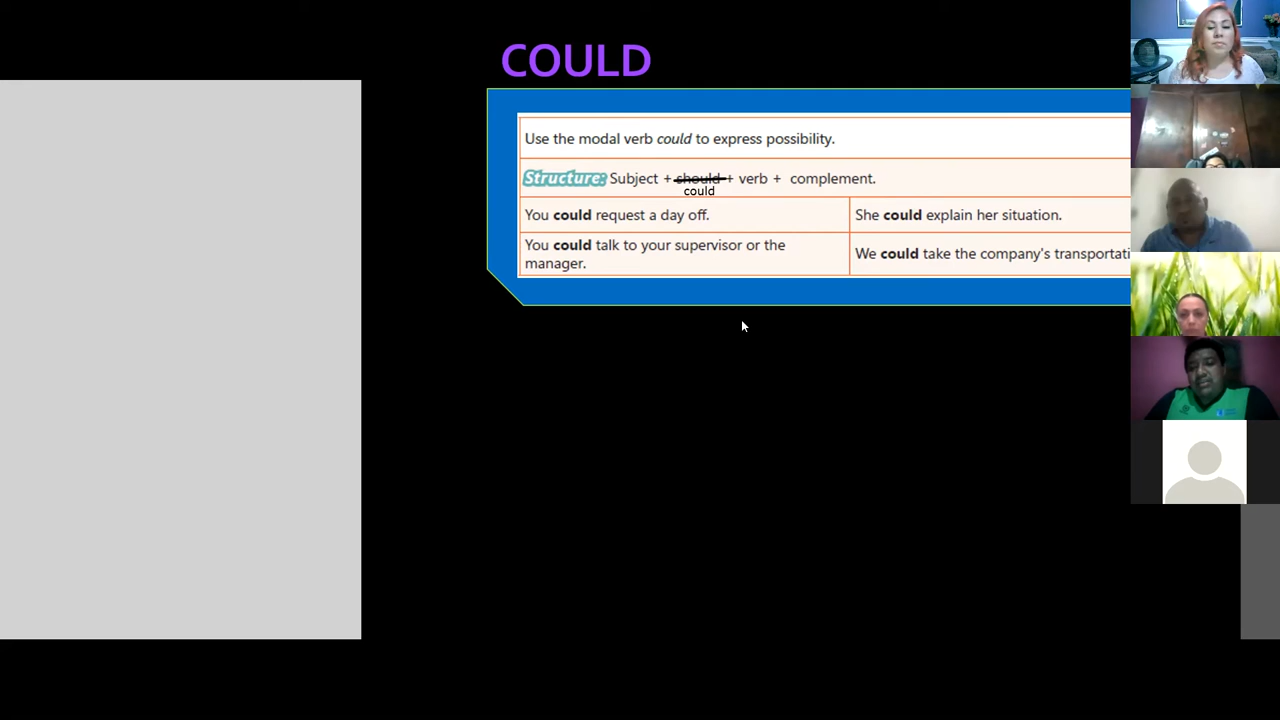 COULD
Use the modal verb could to express possibility.
Structure: Subject + should + verb + complement.
could
You could request a day off.
She could explain her situation.
You could talk to your supervisor or the
manager.
We could take the company's transportati